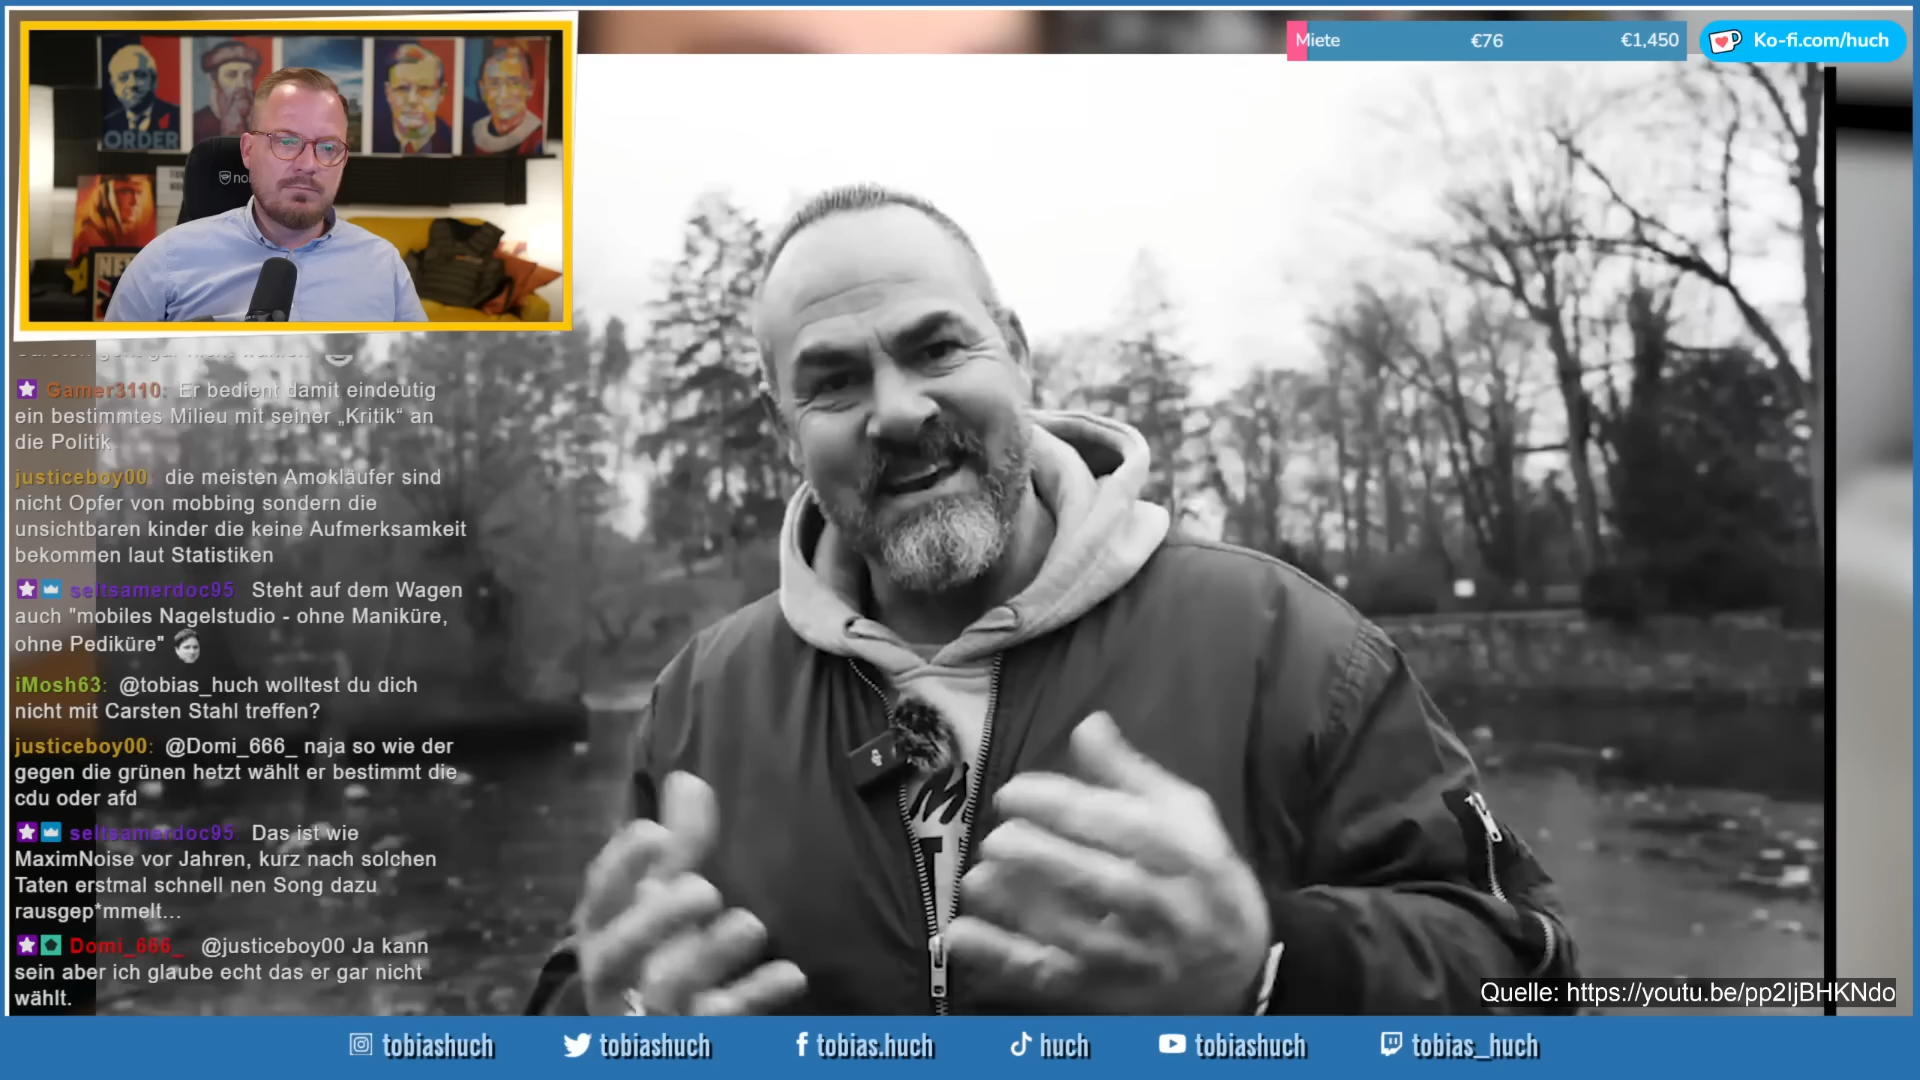 Miete €76 €1,450
Ko-fi.com/huch
ORDER
Gamer3110: Er bedient damit eindeutig
ein bestimmtes Milieu mit seiner „Kritik“ an
die Politik
justiceboy00: die meisten Amokläufer sind
nicht Opfer von mobbing sondern die
unsichtbaren kinder die keine Aufmerksamkeit
bekommen laut Statistiken
seltsamerdoc95: Steht auf dem Wagen
auch "mobiles Nagelstudio - ohne Maniküre,
ohne Pediküre"
iMosh63: @tobias_huch wolltest du dich
nicht mit Carsten Stahl treffen?
justiceboy00: @Domi_666_ naja so wie der
gegen die grünen hetzt wählt er bestimmt die
cdu oder afd
seltsamerdoc95: Das ist wie
MaximNoise vor Jahren, kurz nach solchen
Taten erstmal schnell nen Song dazu
rausgep*mmelt...
Domi_666_: @justiceboy00 Ja kann
sein aber ich glaube echt das er gar nicht
wählt.
Quelle: https://youtu.be/pp2IjBHKNdo
tobiashuch tobiashuch tobias.huch huch tobiashuch tobias_huch